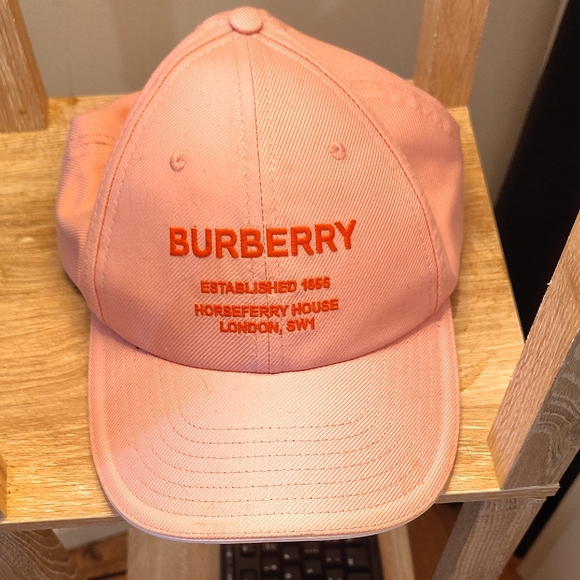 BURBERRY
ESTABLISHED 1856
HORSEFERRY HOUSE
LONDON, SW1